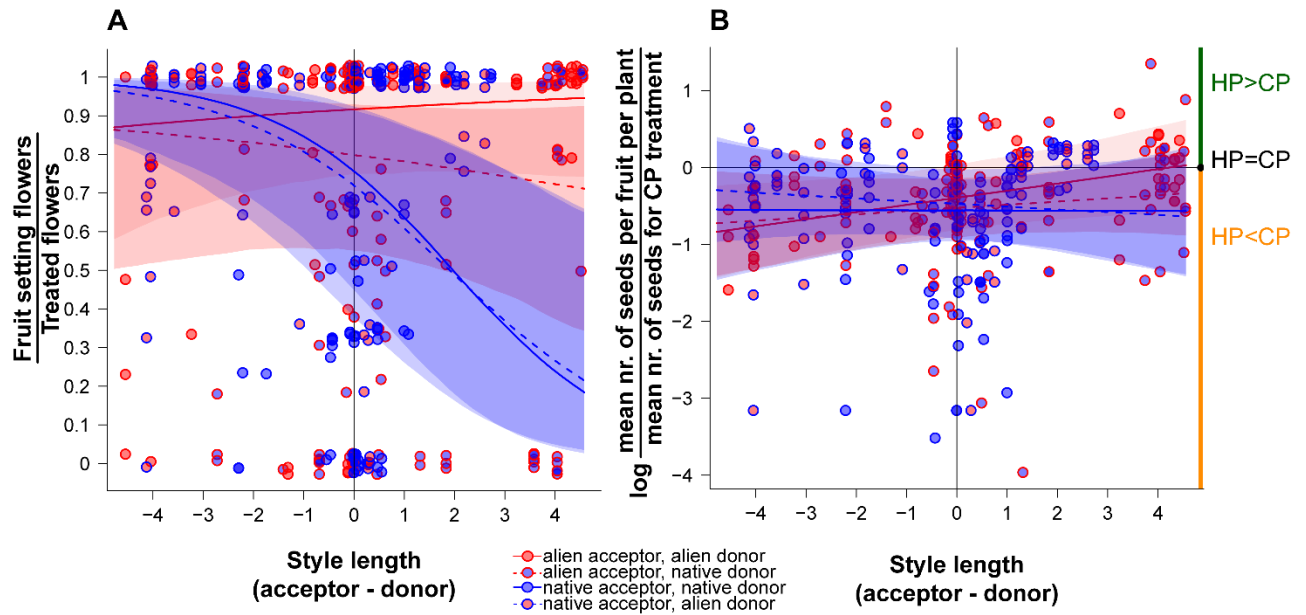 A
Fruit setting flowers
Treated flowers
1
0.9
0.8
0.7
0.6
0.5
0.4
0.3
0.2
0.1
0
−4
−3
−2
−1
0
1
2
3
4
Style length
(acceptor - donor)
B
log
mean nr. of seeds per fruit per plant
mean nr. of seeds for CP treatment
1
0
−1
−2
−3
−4
−4
−3
−2
−1
0
1
2
3
4
HP>CP
HP=CP
HP<CP
Style length
(acceptor - donor)
alien acceptor, alien donor
alien acceptor, native donor
native acceptor, native donor
native acceptor, alien donor